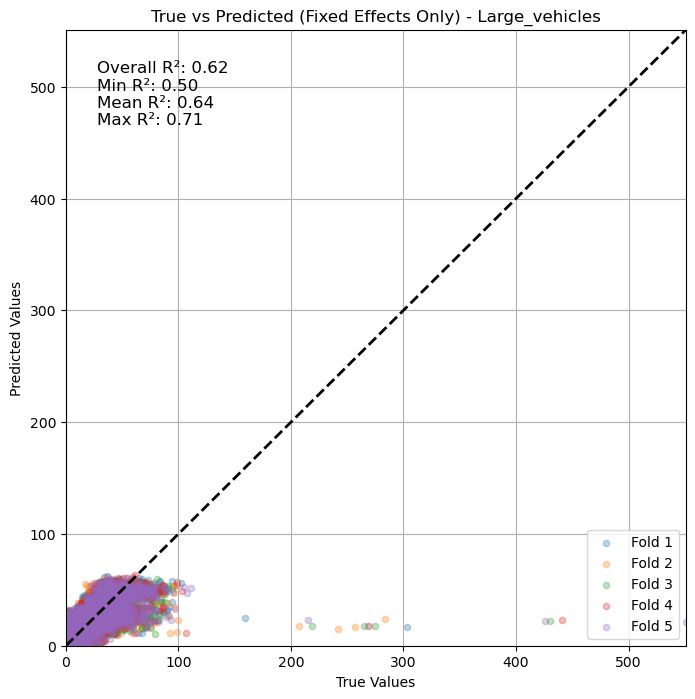 True vs Predicted (Fixed Effects Only) - Large_vehicles
Overall R²: 0.62
Min R²: 0.50
Mean R²: 0.64
Max R²: 0.71
500
400
300
200
100
0
Predicted Values
0 100 200 300 400 500
True Values
Fold 1
Fold 2
Fold 3
Fold 4
Fold 5